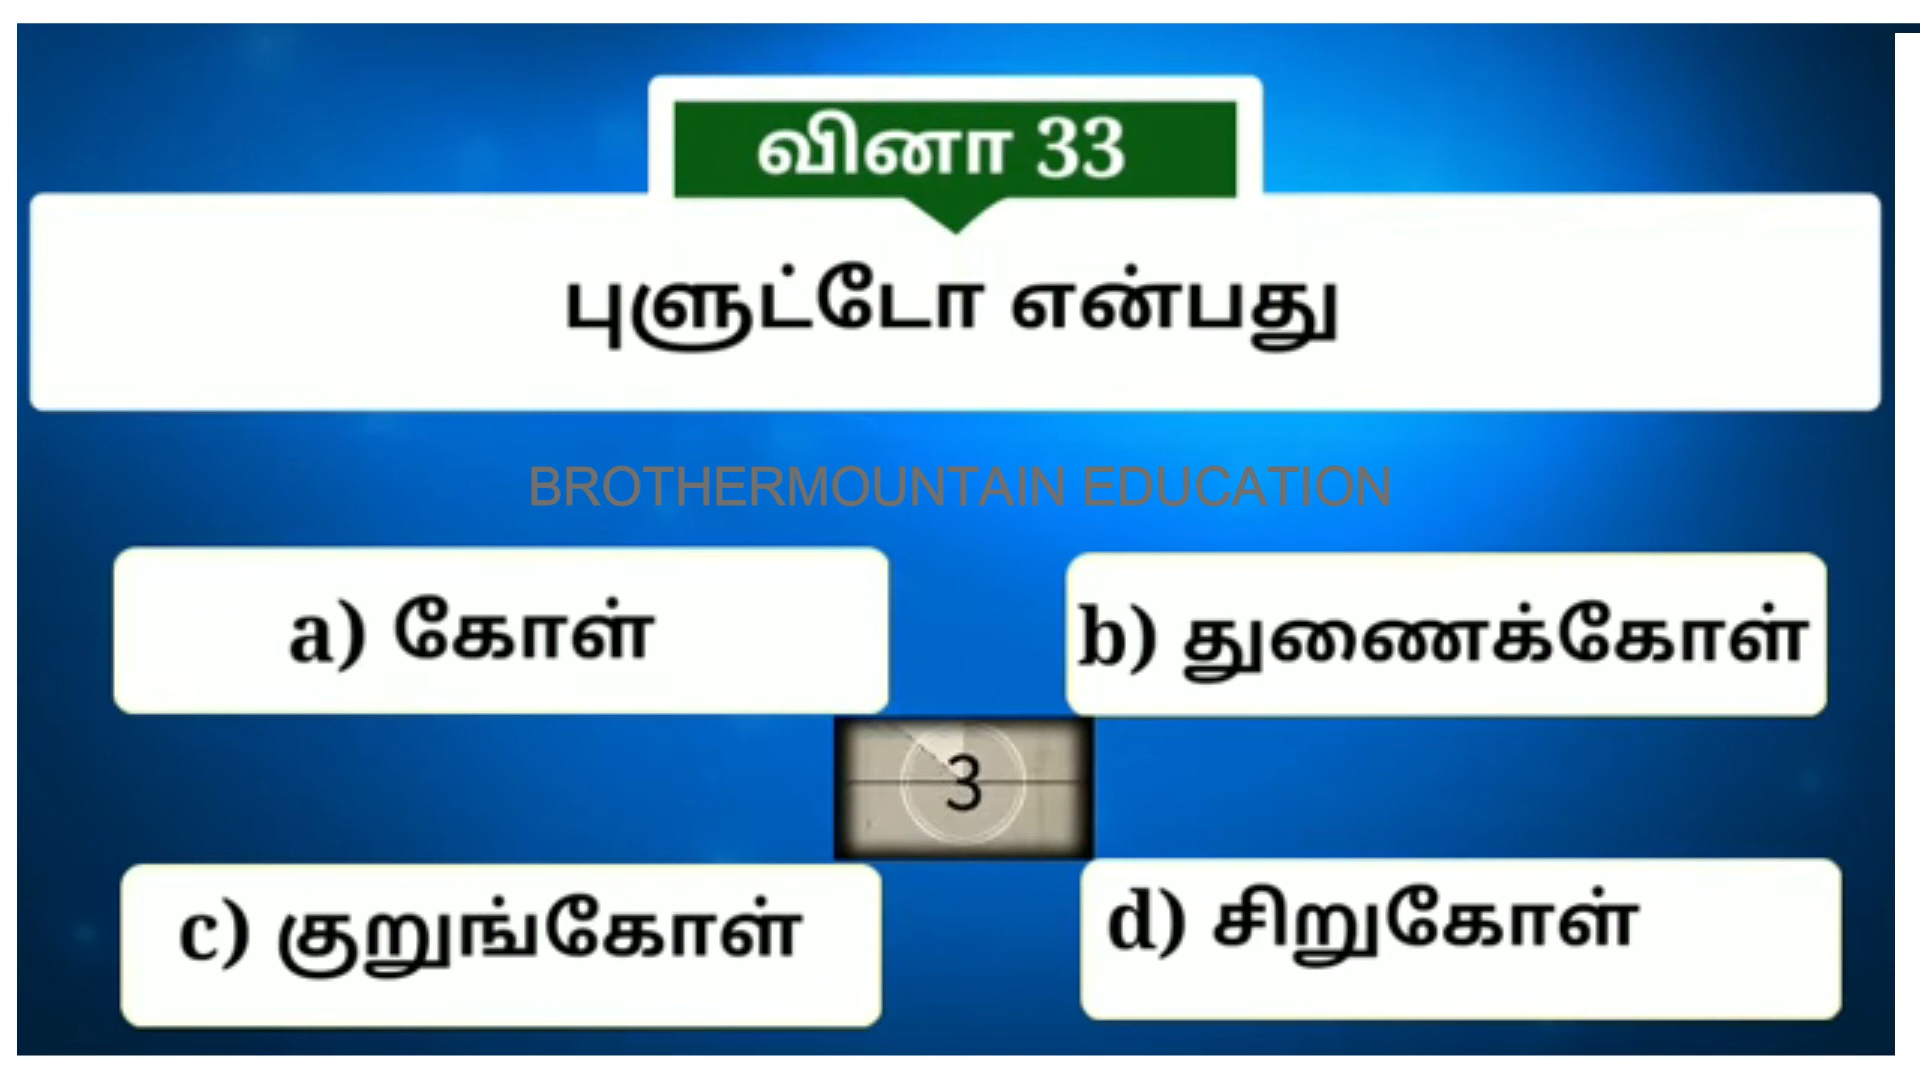 வினா 33
புளுட்டோ என்பது
BROTHERMOUNTAIN EDUCATION
a) கோள்
b) துணைக்கோள்
3
c) குறுங்கோள்
d) சிறுகோள்